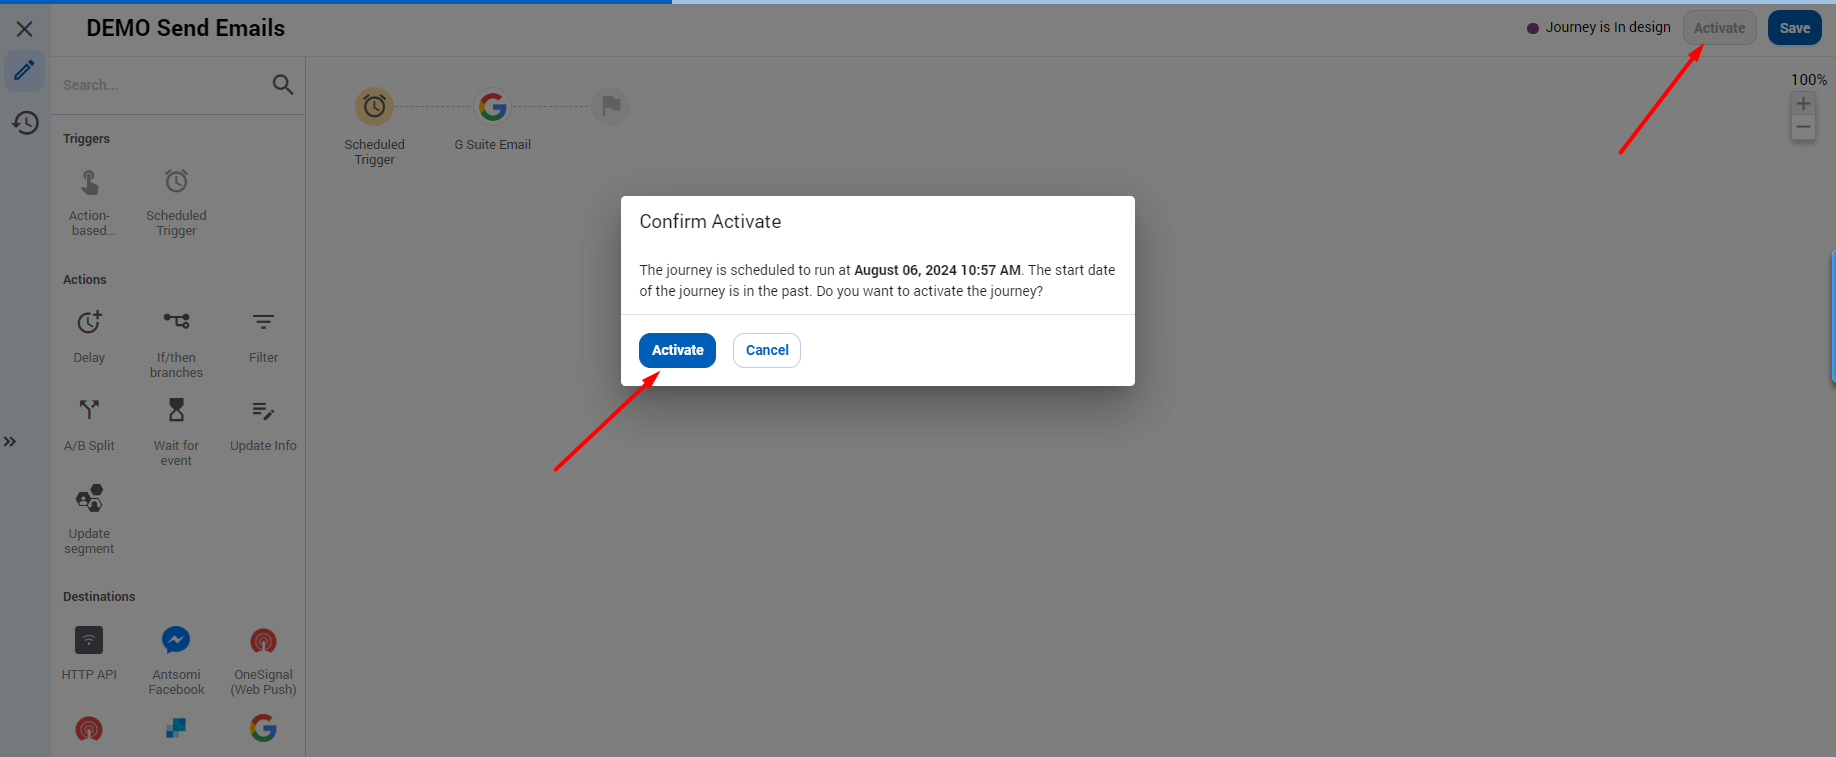 DEMO Send Emails
Journey is In design
Activate
Save
Search...
100%
Triggers
Action-
based...
Scheduled
Trigger
Actions
Delay
If/then
branches
Filter
A/B Split
Wait for
event
Update Info
Update
segment
Destinations
HTTP API
Antsomi
Facebook
OneSignal
(Web Push)
Scheduled
Trigger
G Suite Email
Confirm Activate
The journey is scheduled to run at August 06, 2024 10:57 AM. The start date
of the journey is in the past. Do you want to activate the journey?
Activate
Cancel